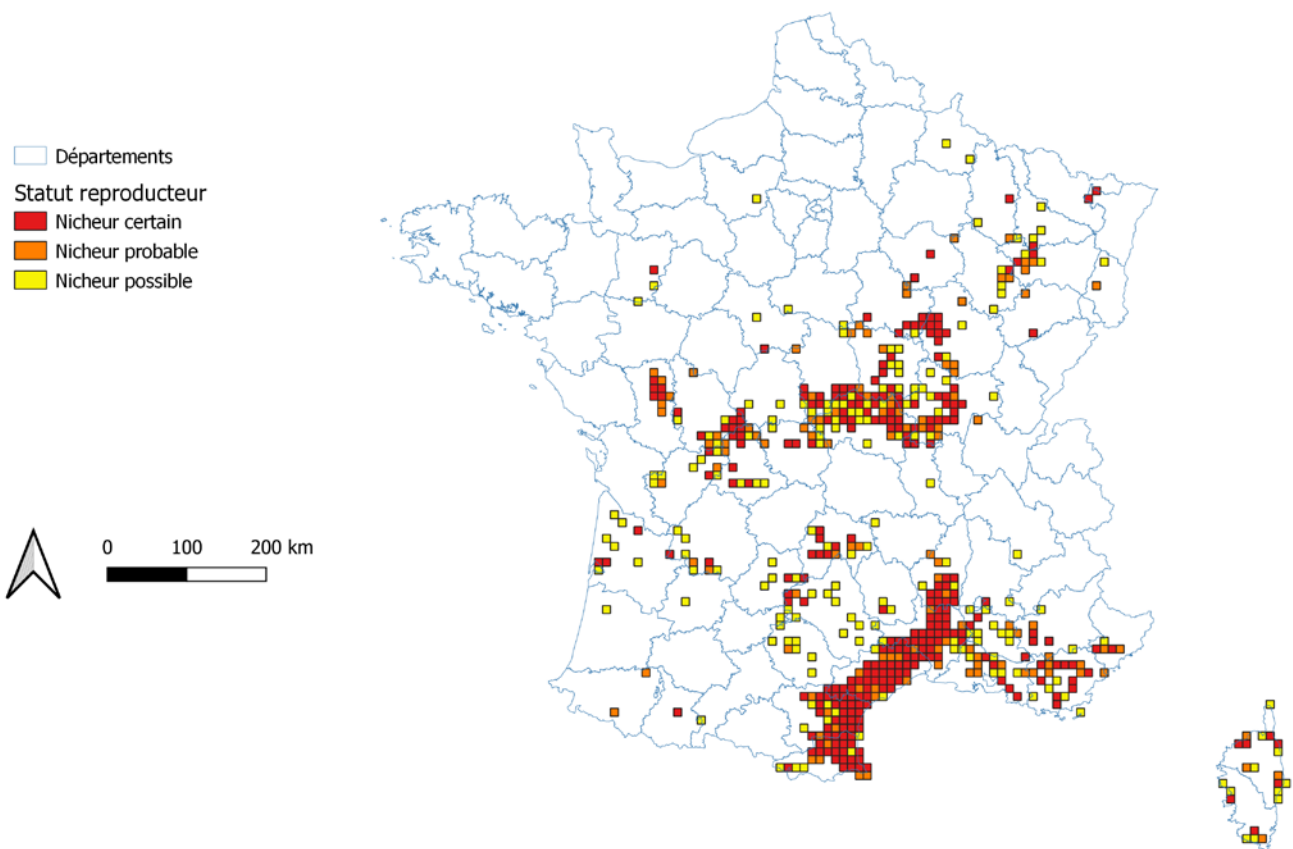 Départements
Statut reproducteur
Nicheur certain
Nicheur probable
Nicheur possible
0 100 200 km